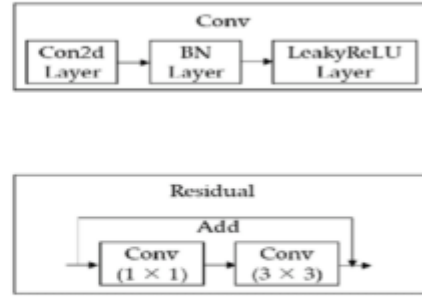 Conv
Con2d Layer
BN Layer
LeakyReLU Layer
Residual
Add
Conv (1 × 1)
Conv (3 × 3)